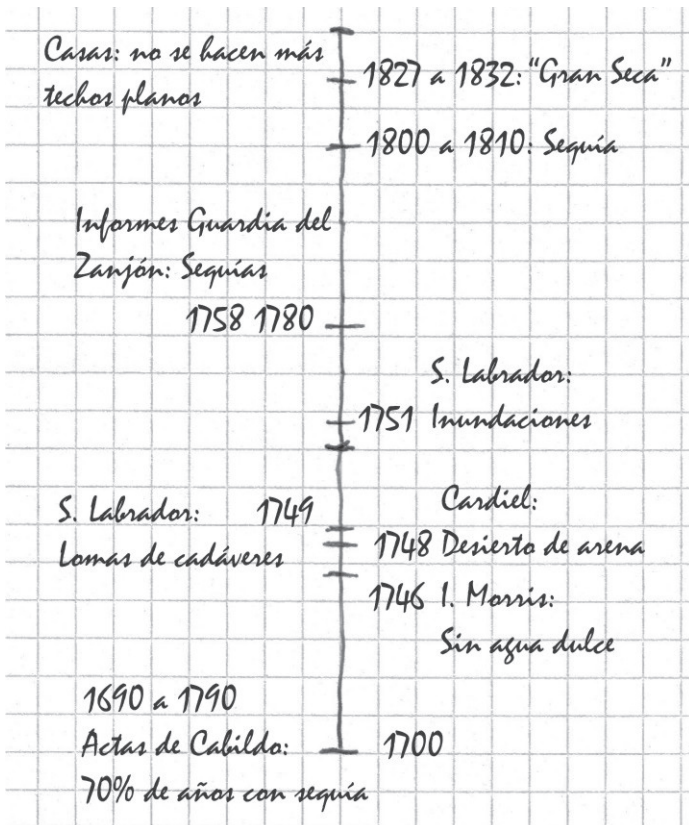 Casas: no se hacen más
techos planos
1827 a 1832: "Gran Seca"
1800 a 1810: Sequía
Informes Guardia del
Zanjón: Sequías
1758 1780
S. Labrador:
1751 Inundaciones
S. Labrador: 1749
Lomas de cadáveres
Cardiel:
1748 Desierto de arena
1746 I. Morris:
Sin agua dulce
1690 a 1790
Actas de Cabildo:
70% de años con sequía
1700